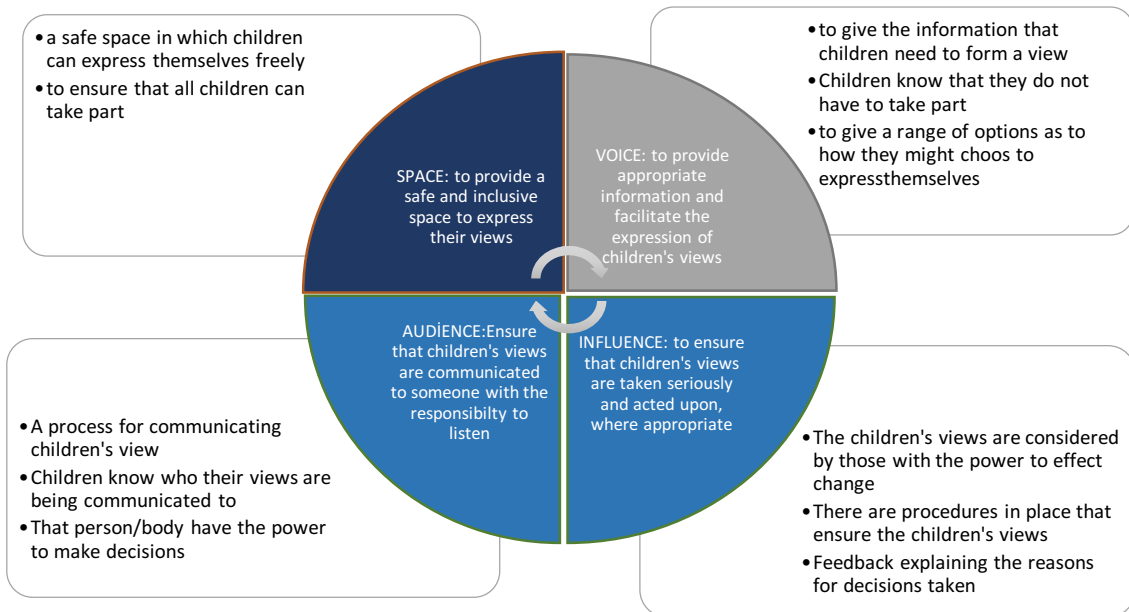 •a safe space in which children
can express themselves freely
•to ensure that all children can
take part
•to give the information that
children need to form a view
•Children know that they do not
have to take part
•to give a range of options as to
how they might choos to
expressthemselves
SPACE: to provide a
safe and inclusive
space to express
their views
VOICE: to provide
appropriate
information and
facilitate the
expression of
children's views
AUDİENCE:Ensure
that children's views
are communicated
to someone with the
responsibilty to
listen
INFLUENCE: to ensure
that children's views
are taken seriously
and acted upon,
where appropriate
•A process for communicating
children's view
•Children know who their views are
being communicated to
•That person/body have the power
to make decisions
•The children's views are considered
by those with the power to effect
change
•There are procedures in place that
ensure the children's views
•Feedback explaining the reasons
for decisions taken